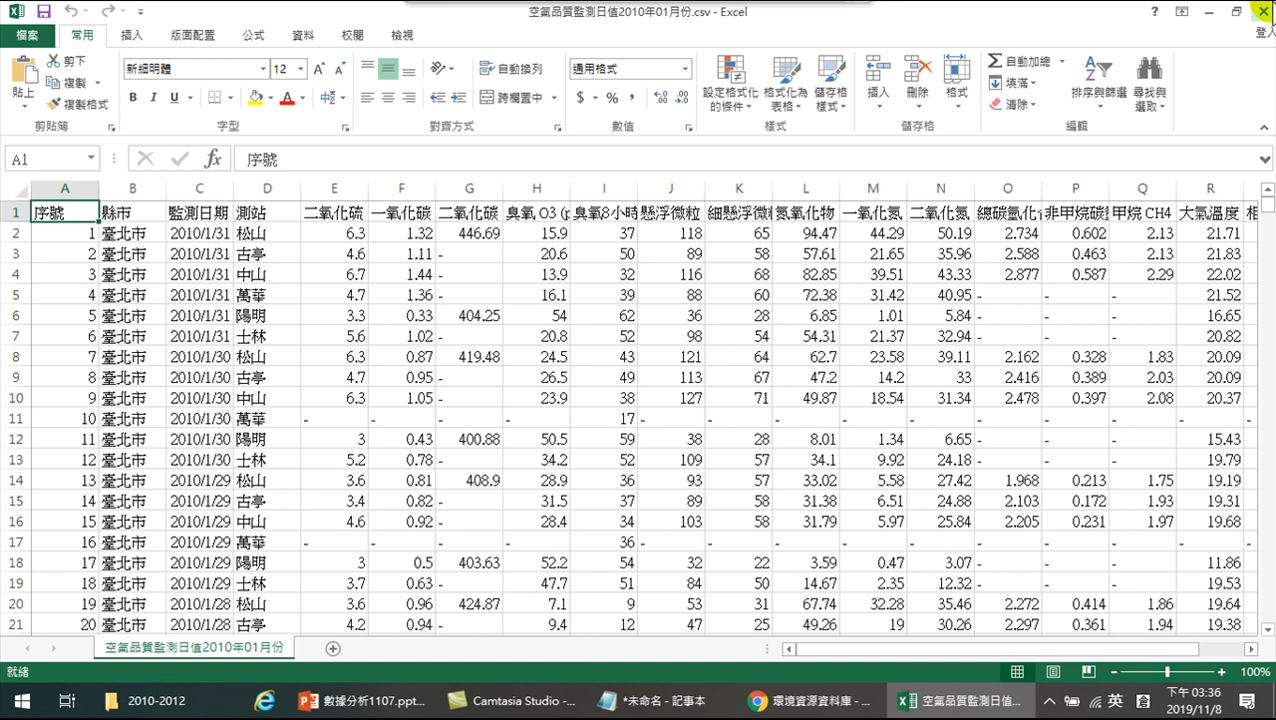 空氣品質監測日值2010年01月份.csv - Excel
?
登入
檔案 常用 插入 版面配置 公式 資料 校閱 檢視
貼上 剪下 複製 複製格式 剪貼簿
新細明體 12 A A B I U A 中 字型
自動換列 跨欄置中 對齊方式
通用格式 $ % , 數值
設定格式化的條件 格式化為表格 儲存格樣式 樣式
插入 刪除 格式 儲存格
自動加總 填滿 清除 排序與篩選 尋找與選取 編輯
A1 fx 序號
A B C D E F G H I J K L M N O P Q R
1 序號 縣市 監測日期 測站 二氧化硫 一氧化碳 二氧化碳 臭氧 O3 (p 臭氧8小時 懸浮微粒 細懸浮微 氮氧化物 一氧化氮 二氧化氮 總碳氫化合 非甲烷碳 甲烷 CH4 大氣溫度 相
2 1 臺北市 2010/1/31 松山 6.3 1.32 446.69 15.9 37 118 65 94.47 44.29 50.19 2.734 0.602 2.13 21.71
3 2 臺北市 2010/1/31 古亭 4.6 1.11 - 20.6 50 89 58 57.61 21.65 35.96 2.588 0.463 2.13 21.83
4 3 臺北市 2010/1/31 中山 6.7 1.44 - 13.9 32 116 68 82.85 39.51 43.33 2.877 0.587 2.29 22.02
5 4 臺北市 2010/1/31 萬華 4.7 1.36 - 16.1 39 88 60 72.38 31.42 40.95 - - - 21.52
6 5 臺北市 2010/1/31 陽明 3.3 0.33 404.25 54 62 36 28 6.85 1.01 5.84 - - - 16.65
7 6 臺北市 2010/1/31 士林 5.6 1.02 - 20.8 52 98 54 54.31 21.37 32.94 - - - 20.82
8 7 臺北市 2010/1/30 松山 6.3 0.87 419.48 24.5 43 121 64 62.7 23.58 39.11 2.162 0.328 1.83 20.09
9 8 臺北市 2010/1/30 古亭 4.7 0.95 - 26.5 49 113 67 47.2 14.2 33 2.416 0.389 2.03 20.09
10 9 臺北市 2010/1/30 中山 6.3 1.05 - 23.9 38 127 71 49.87 18.54 31.34 2.478 0.397 2.08 20.37
11 10 臺北市 2010/1/30 萬華 - - - - 17 - - - - - - - - - -
12 11 臺北市 2010/1/30 陽明 3 0.43 400.88 50.5 59 38 28 8.01 1.34 6.65 - - - 15.43
13 12 臺北市 2010/1/30 士林 5.2 0.78 - 34.2 52 109 57 34.1 9.92 24.18 - - - 19.79
14 13 臺北市 2010/1/29 松山 3.6 0.81 408.9 28.9 36 93 57 33.02 5.58 27.42 1.968 0.213 1.75 19.19
15 14 臺北市 2010/1/29 古亭 3.4 0.82 - 31.5 37 89 58 31.38 6.51 24.88 2.103 0.172 1.93 19.31
16 15 臺北市 2010/1/29 中山 4.6 0.92 - 28.4 34 103 58 31.79 5.97 25.84 2.205 0.231 1.97 19.68
17 16 臺北市 2010/1/29 萬華 - - - - 36 - - - - - - - - - -
18 17 臺北市 2010/1/29 陽明 3 0.5 403.63 52.2 54 32 22 3.59 0.47 3.07 - - - 11.86
19 18 臺北市 2010/1/29 士林 3.7 0.63 - 47.7 51 84 50 14.67 2.35 12.32 - - - 19.53
20 19 臺北市 2010/1/28 松山 3.6 0.96 424.87 7.1 9 53 31 67.74 32.28 35.46 2.272 0.414 1.86 19.64
21 20 臺北市 2010/1/28 古亭 4.2 0.94 - 9.4 12 47 25 49.26 19 30.26 2.297 0.361 1.94 19.38
空氣品質監測日值2010年01月份
就緒 100%
2010-2012 數據分析1107.ppt... Camtasia Studio -... *未命名 - 記事本 環境資源資料庫 -... 空氣品質監測日值... 英 下午 03:36
2019/11/8